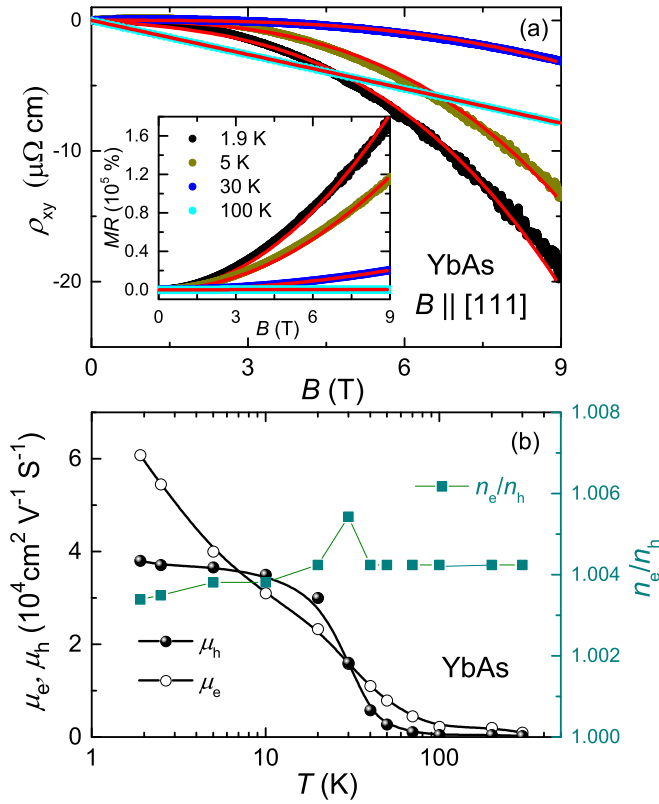 (a)
0
-10
-20
ρxy (μΩ cm)
1.8
1.2
0.6
0.0
MR (10^5 %)
1.9 K
5 K
30 K
100 K
0 3 6 9
B (T)
YbAs
B || [111]
0 3 6 9
B (T)
(b)
6
4
2
0
μe, μh (10^4cm^2 V^-1 S^-1)
1.008
1.006
1.004
1.002
1.000
ne/nh
ne/nh
μh
μe
YbAs
1 10 100
T (K)